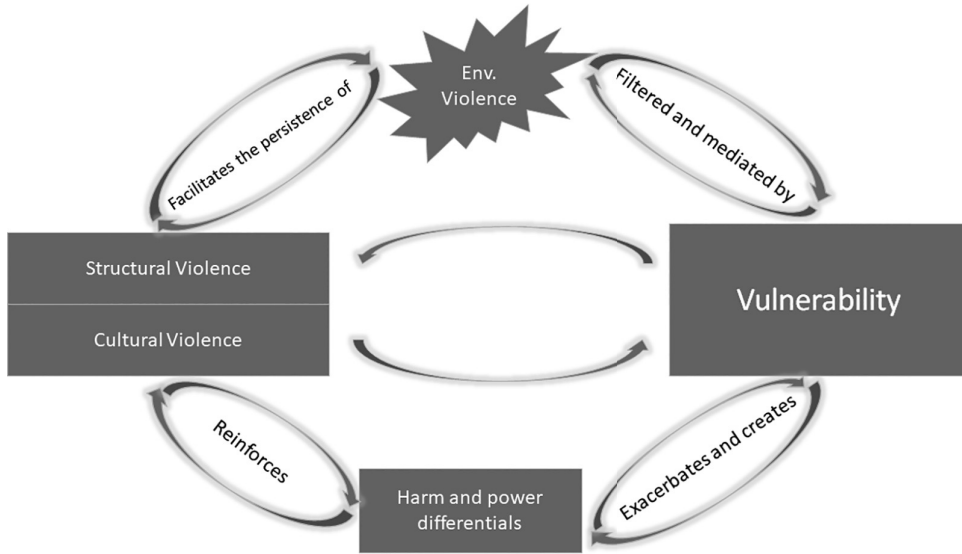 Env.
Violence
Facilitates the persistence of
Filtered and mediated by
Structural Violence
Cultural Violence
Vulnerability
Reinforces
Exacerbates and creates
Harm and power
differentials